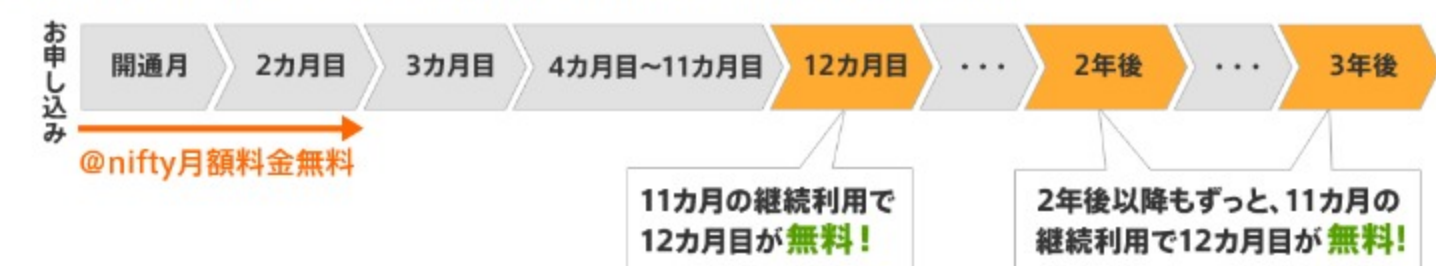 お申し込み
開通月
2カ月目
3カ月目
4カ月目～11カ月目
12カ月目
・・・
2年後
・・・
3年後
@nifty月額料金無料
11カ月の継続利用で
12カ月目が無料！
2年後以降もずっと、11カ月の
継続利用で12カ月目が無料！